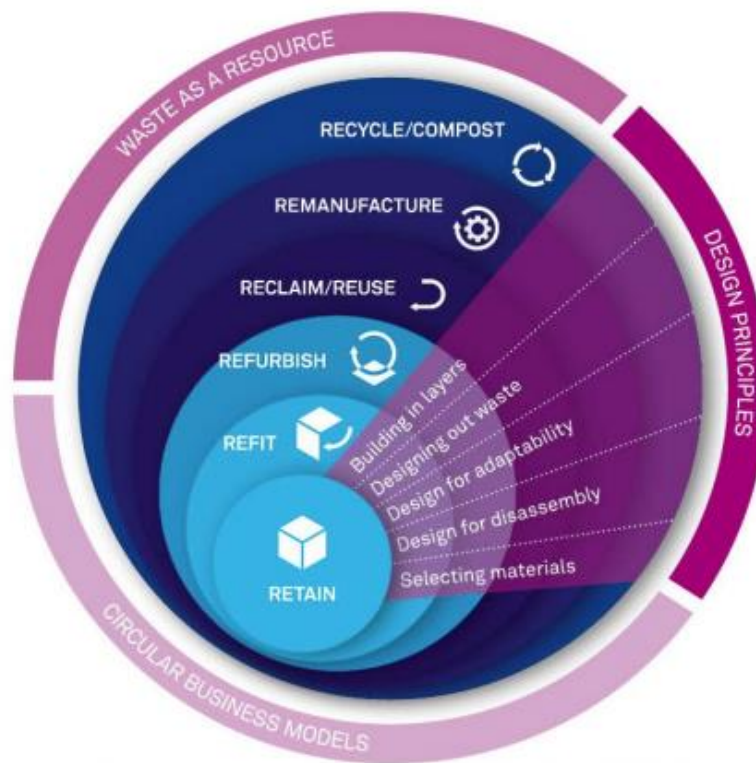 WASTE AS A RESOURCE
RECYCLE/COMPOST
REMANUFACTURE
RECLAIM/REUSE
REFURBISH
REFIT
RETAIN
Building in layers
Designing out waste
Design for adaptability
Design for disassembly
Selecting materials
DESIGN PRINCIPLES
CIRCULAR BUSINESS MODELS